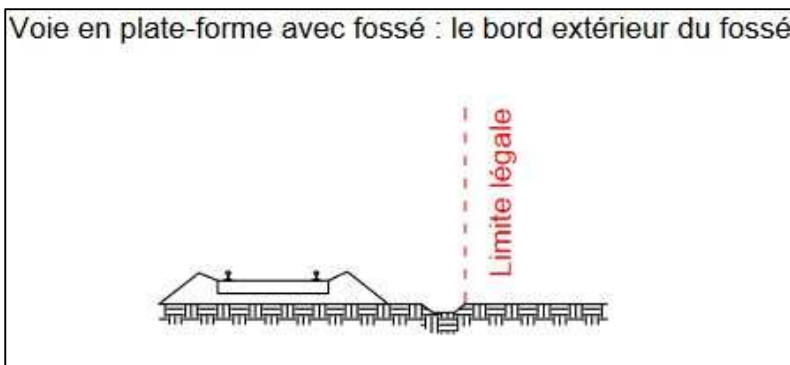 Voie en plate-forme avec fossé : le bord extérieur du fossé
Limite légale